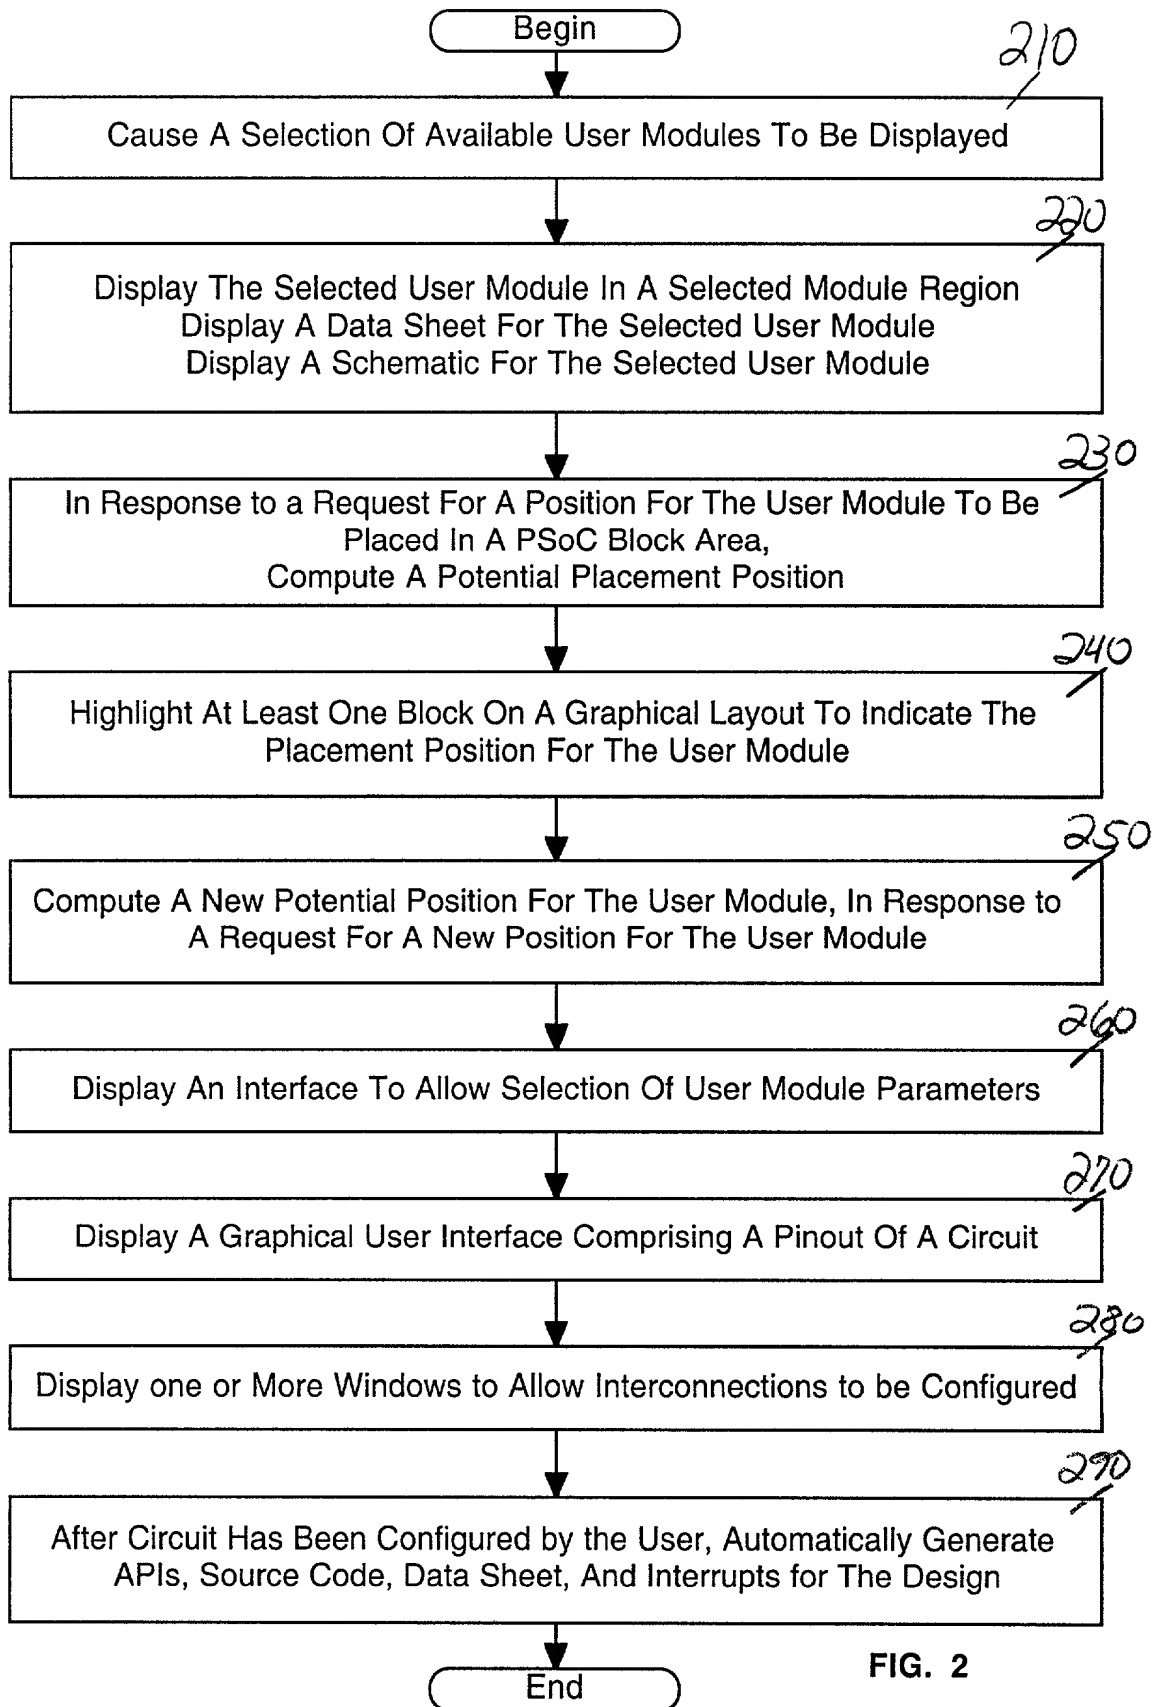 Begin
210
Cause A Selection Of Available User Modules To Be Displayed
220
Display The Selected User Module In A Selected Module Region
Display A Data Sheet For The Selected User Module
Display A Schematic For The Selected User Module
230
In Response to a Request For A Position For The User Module To Be
Placed In A PSoC Block Area,
Compute A Potential Placement Position
240
Highlight At Least One Block On A Graphical Layout To Indicate The
Placement Position For The User Module
250
Compute A New Potential Position For The User Module, In Response to
A Request For A New Position For The User Module
260
Display An Interface To Allow Selection Of User Module Parameters
270
Display A Graphical User Interface Comprising A Pinout Of A Circuit
280
Display one or More Windows to Allow Interconnections to be Configured
290
After Circuit Has Been Configured by the User, Automatically Generate
APIs, Source Code, Data Sheet, And Interrupts for The Design
FIG. 2
End